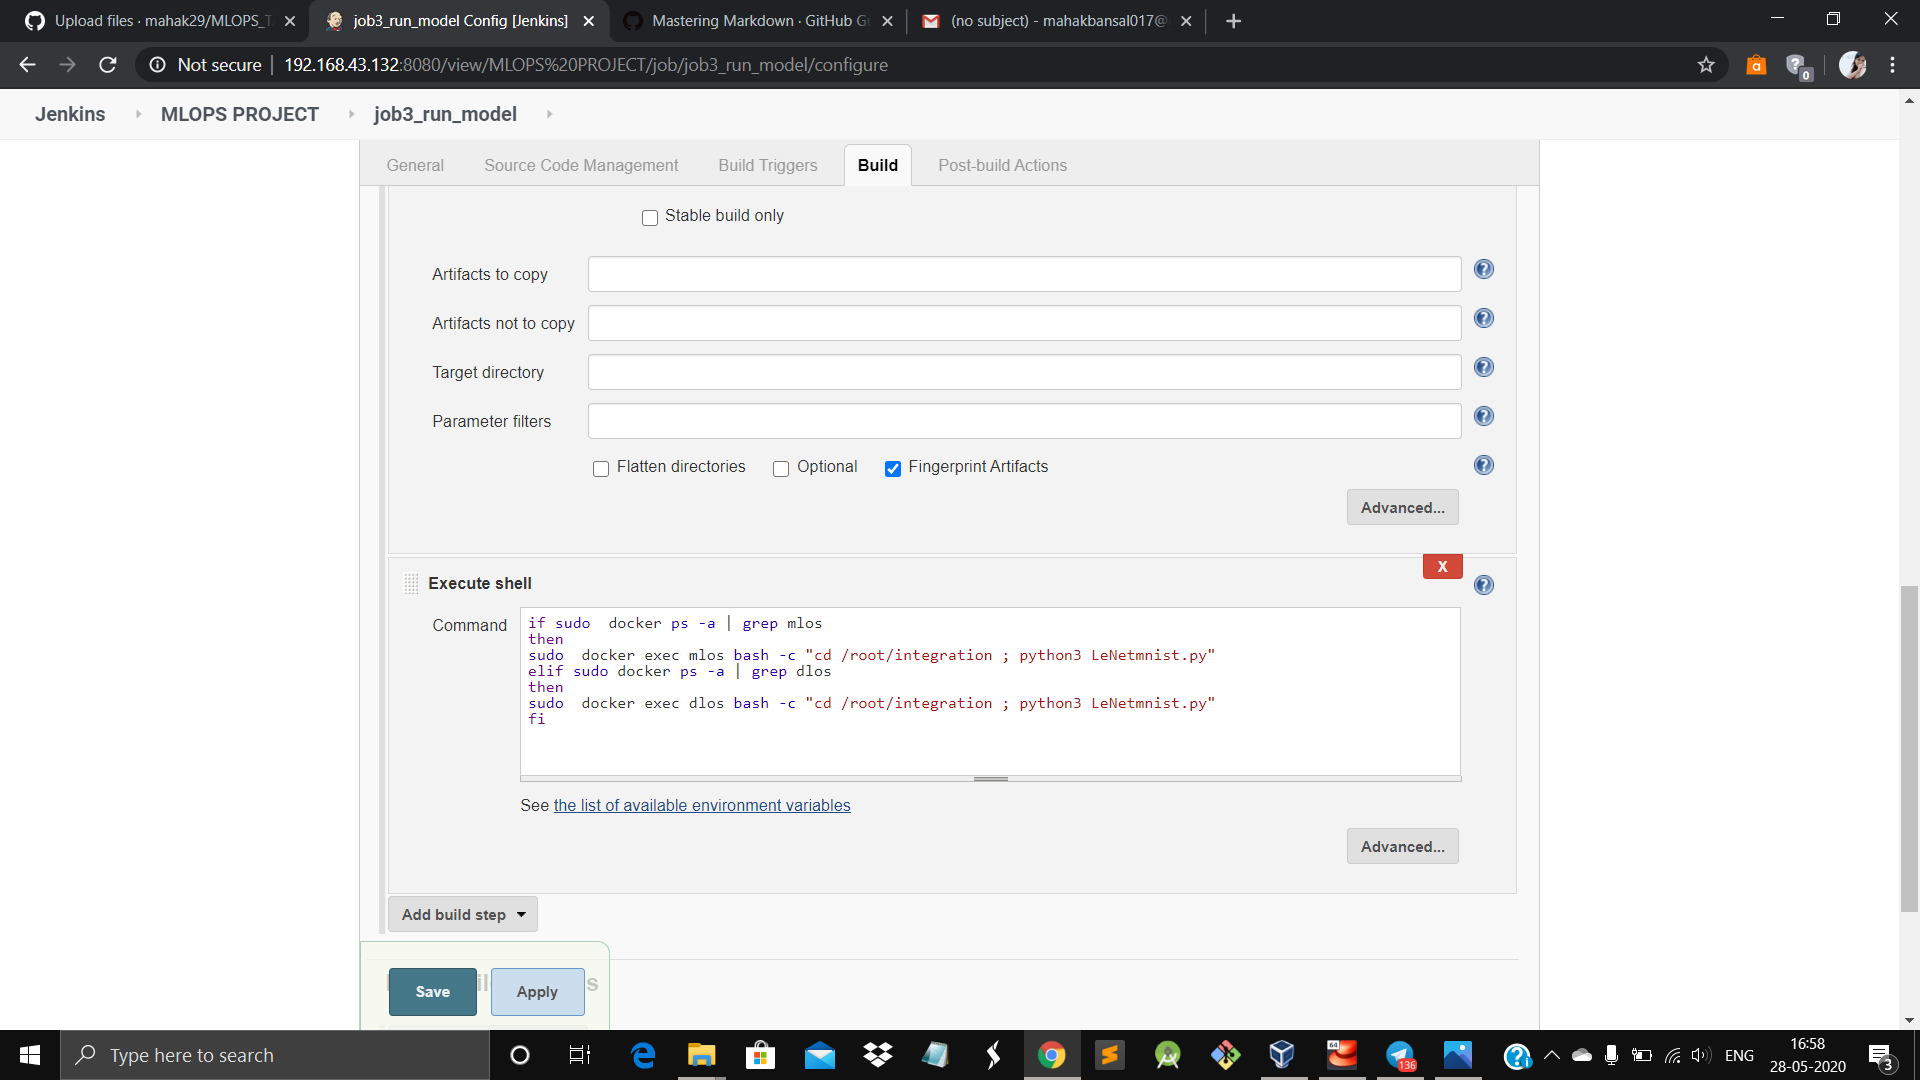 Upload files · mahak29/MLOPS_T
job3_run_model Config [Jenkins]
Mastering Markdown · GitHub Gu
(no subject) - mahakbansal017@
Not secure
192.168.43.132:8080/view/MLOPS%20PROJECT/job/job3_run_model/configure
0
Jenkins
MLOPS PROJECT
job3_run_model
General
Source Code Management
Build Triggers
Build
Post-build Actions
Stable build only
Artifacts to copy
Artifacts not to copy
Target directory
Parameter filters
Flatten directories
Optional
Fingerprint Artifacts
Advanced...
X
Execute shell
Command
if sudo  docker ps -a | grep mlos
then
sudo  docker exec mlos bash -c "cd /root/integration ; python3 LeNetmnist.py"
elif sudo docker ps -a | grep dlos
then
sudo  docker exec dlos bash -c "cd /root/integration ; python3 LeNetmnist.py"
fi
See the list of available environment variables
Advanced...
Add build step
Save
Apply
s
Type here to search
64
136
ENG
16:58
28-05-2020
3